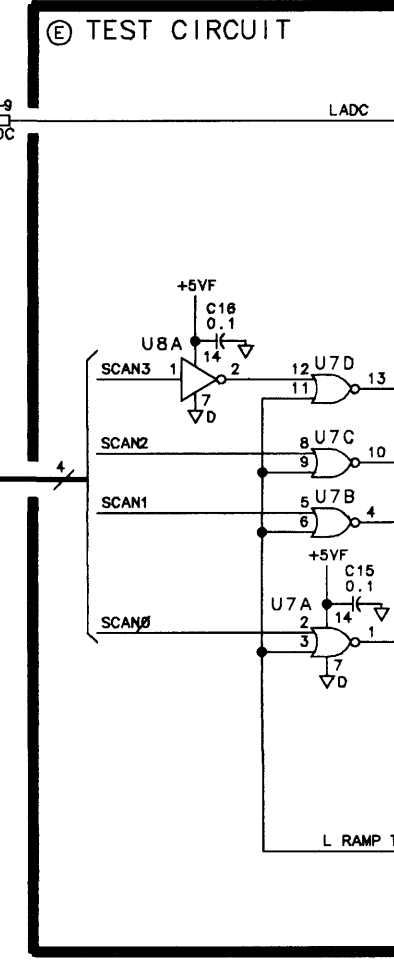 E TEST CIRCUIT
9
LADC
+5VF
C16
0.1
U8A
14
SCAN3
1
2
7
D
12 U7D
11
13
SCAN2
8 U7C
9
10
4
SCAN1
5 U7B
6
4
+5VF
C15
0.1
U7A
14
SCAN0
2
3
1
7
D
L RAMP